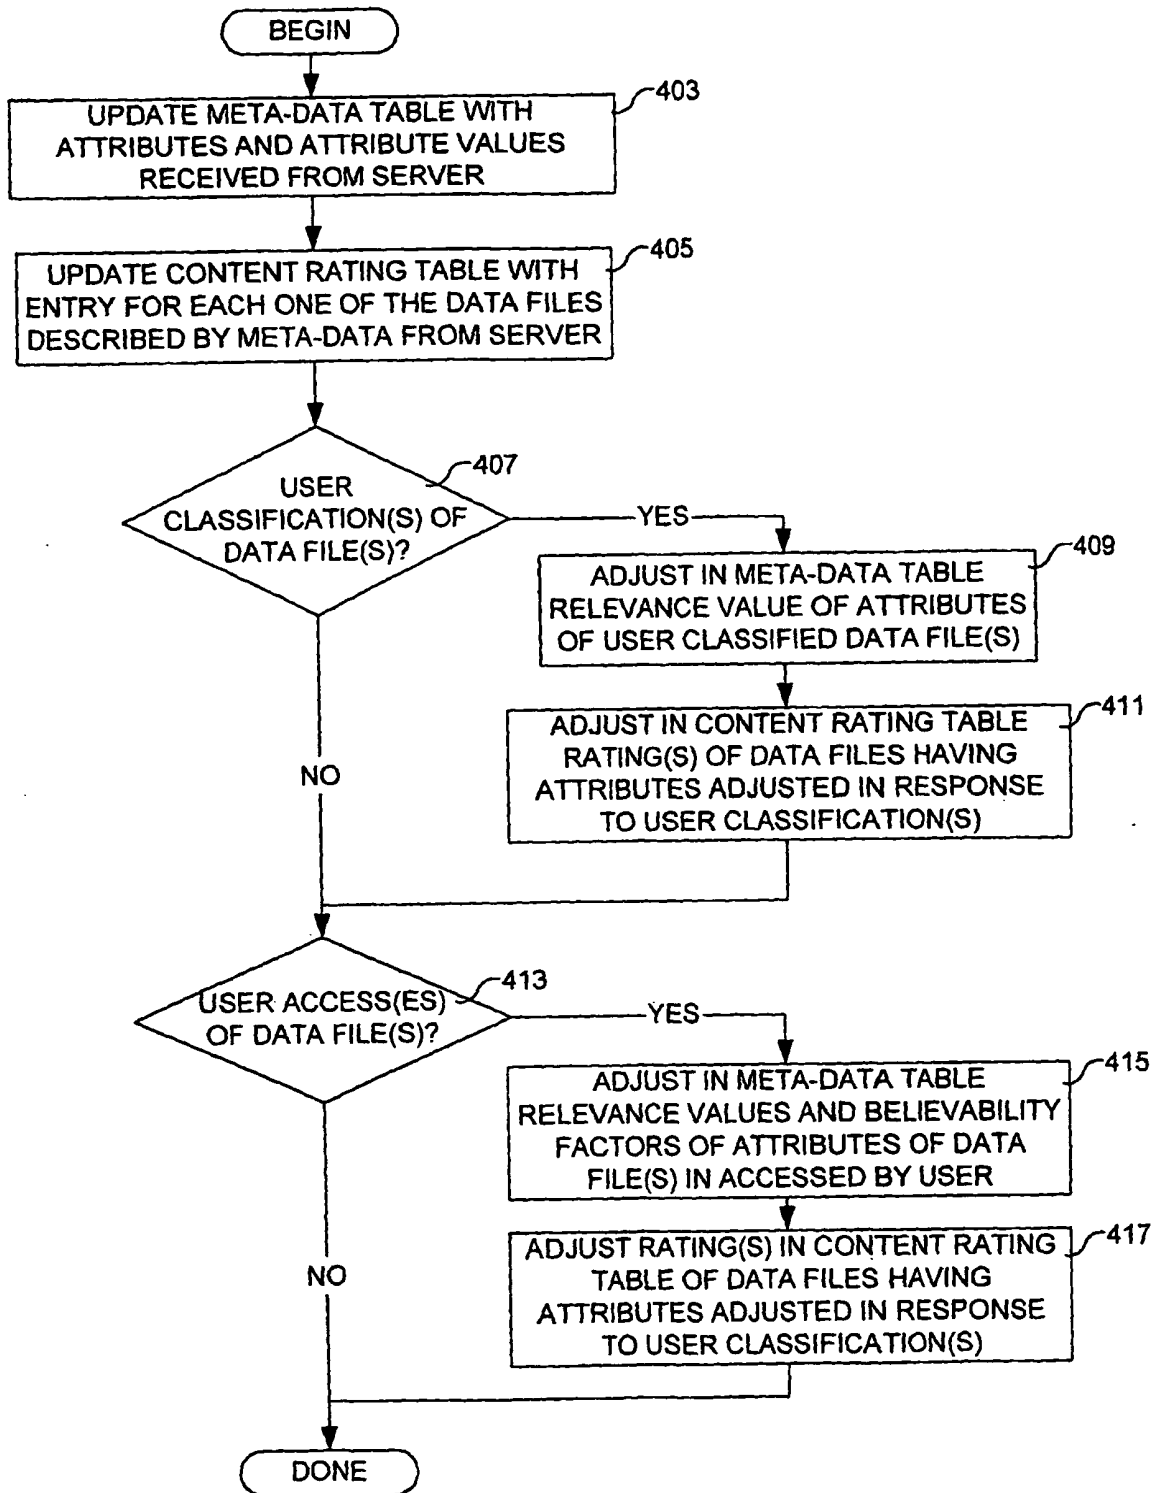 BEGIN
403
UPDATE META-DATA TABLE WITH
ATTRIBUTES AND ATTRIBUTE VALUES
RECEIVED FROM SERVER
405
UPDATE CONTENT RATING TABLE WITH
ENTRY FOR EACH ONE OF THE DATA FILES
DESCRIBED BY META-DATA FROM SERVER
407
USER
CLASSIFICATION(S) OF
DATA FILE(S)?
YES
409
ADJUST IN META-DATA TABLE
RELEVANCE VALUE OF ATTRIBUTES
OF USER CLASSIFIED DATA FILE(S)
411
ADJUST IN CONTENT RATING TABLE
RATING(S) OF DATA FILES HAVING
ATTRIBUTES ADJUSTED IN RESPONSE
TO USER CLASSIFICATION(S)
NO
413
USER ACCESS(ES)
OF DATA FILE(S)?
YES
415
ADJUST IN META-DATA TABLE
RELEVANCE VALUES AND BELIEVABILITY
FACTORS OF ATTRIBUTES OF DATA
FILE(S) IN ACCESSED BY USER
417
ADJUST RATING(S) IN CONTENT RATING
TABLE OF DATA FILES HAVING
ATTRIBUTES ADJUSTED IN RESPONSE
TO USER CLASSIFICATION(S)
NO
DONE